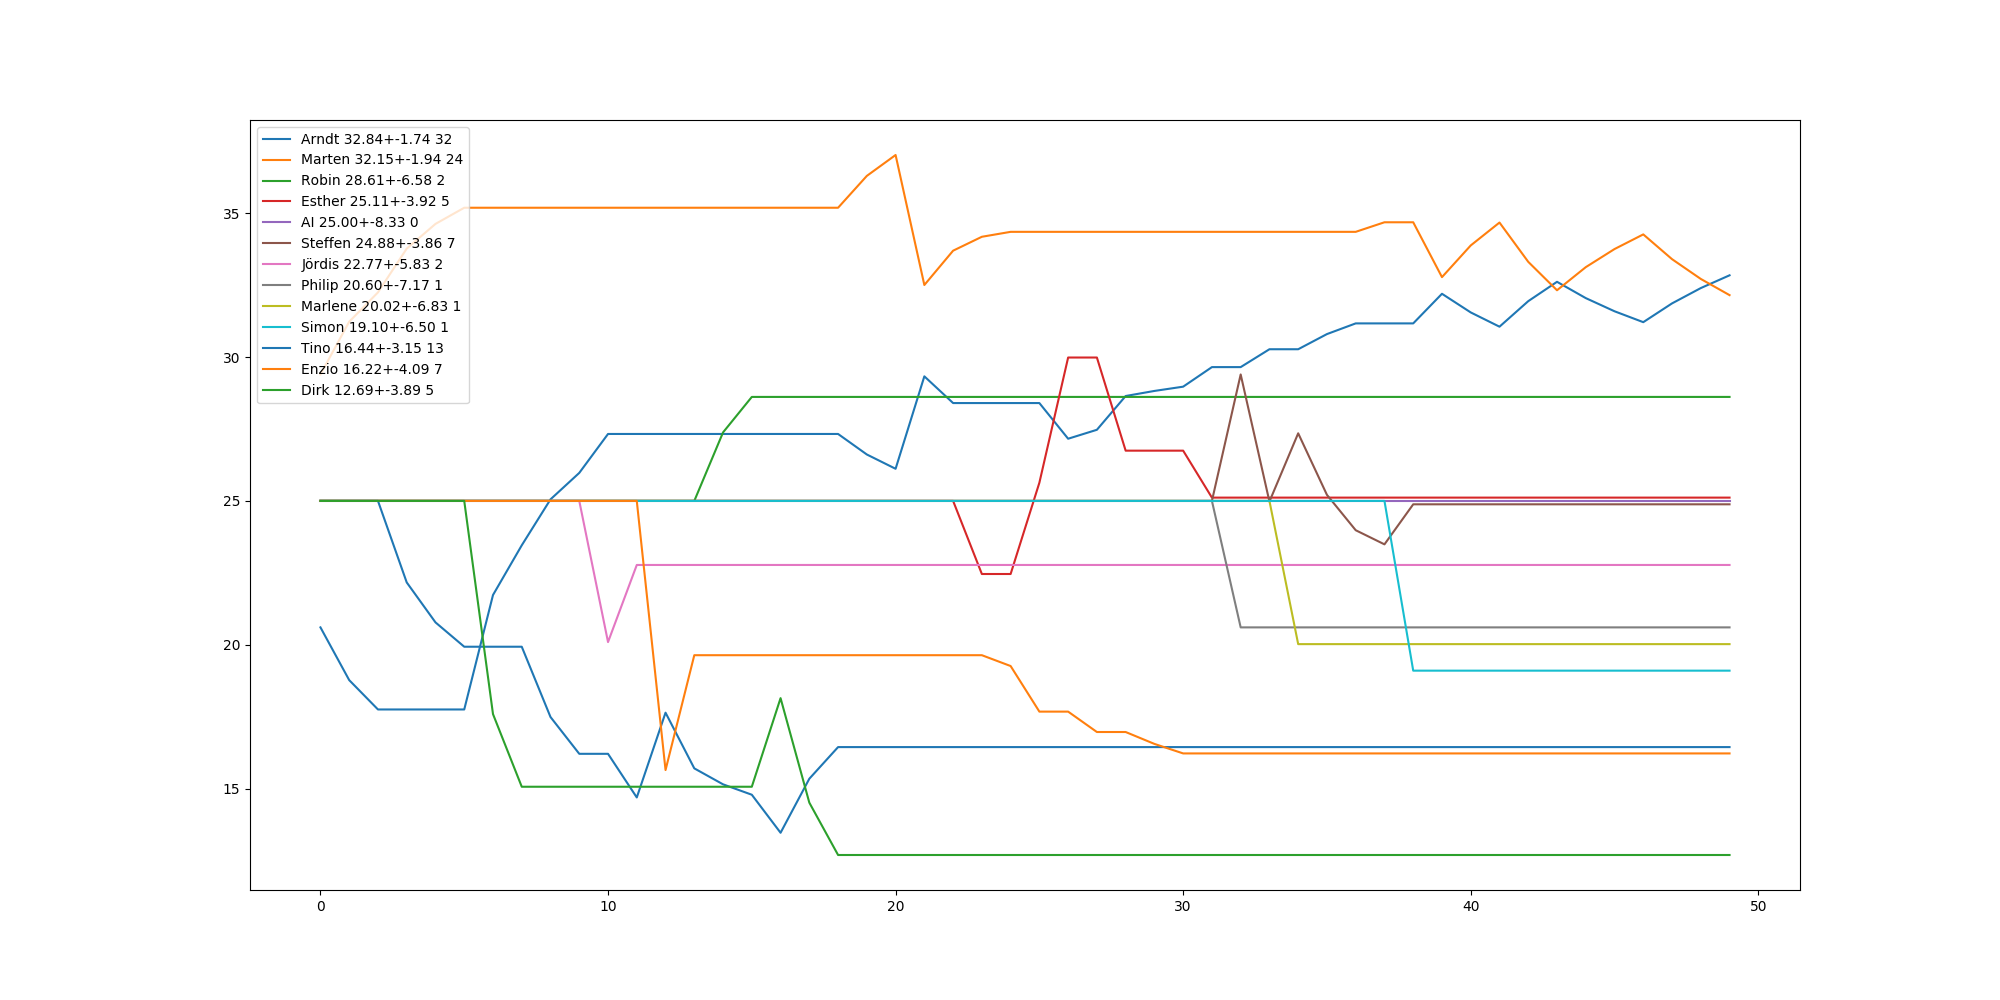 Arndt 32.84+-1.74 32
Marten 32.15+-1.94 24
Robin 28.61+-6.58 2
Esther 25.11+-3.92 5
AI 25.00+-8.33 0
Steffen 24.88+-3.86 7
Jördis 22.77+-5.83 2
Philip 20.60+-7.17 1
Marlene 20.02+-6.83 1
Simon 19.10+-6.50 1
Tino 16.44+-3.15 13
Enzio 16.22+-4.09 7
Dirk 12.69+-3.89 5
35
30
25
20
15
0 10 20 30 40 50